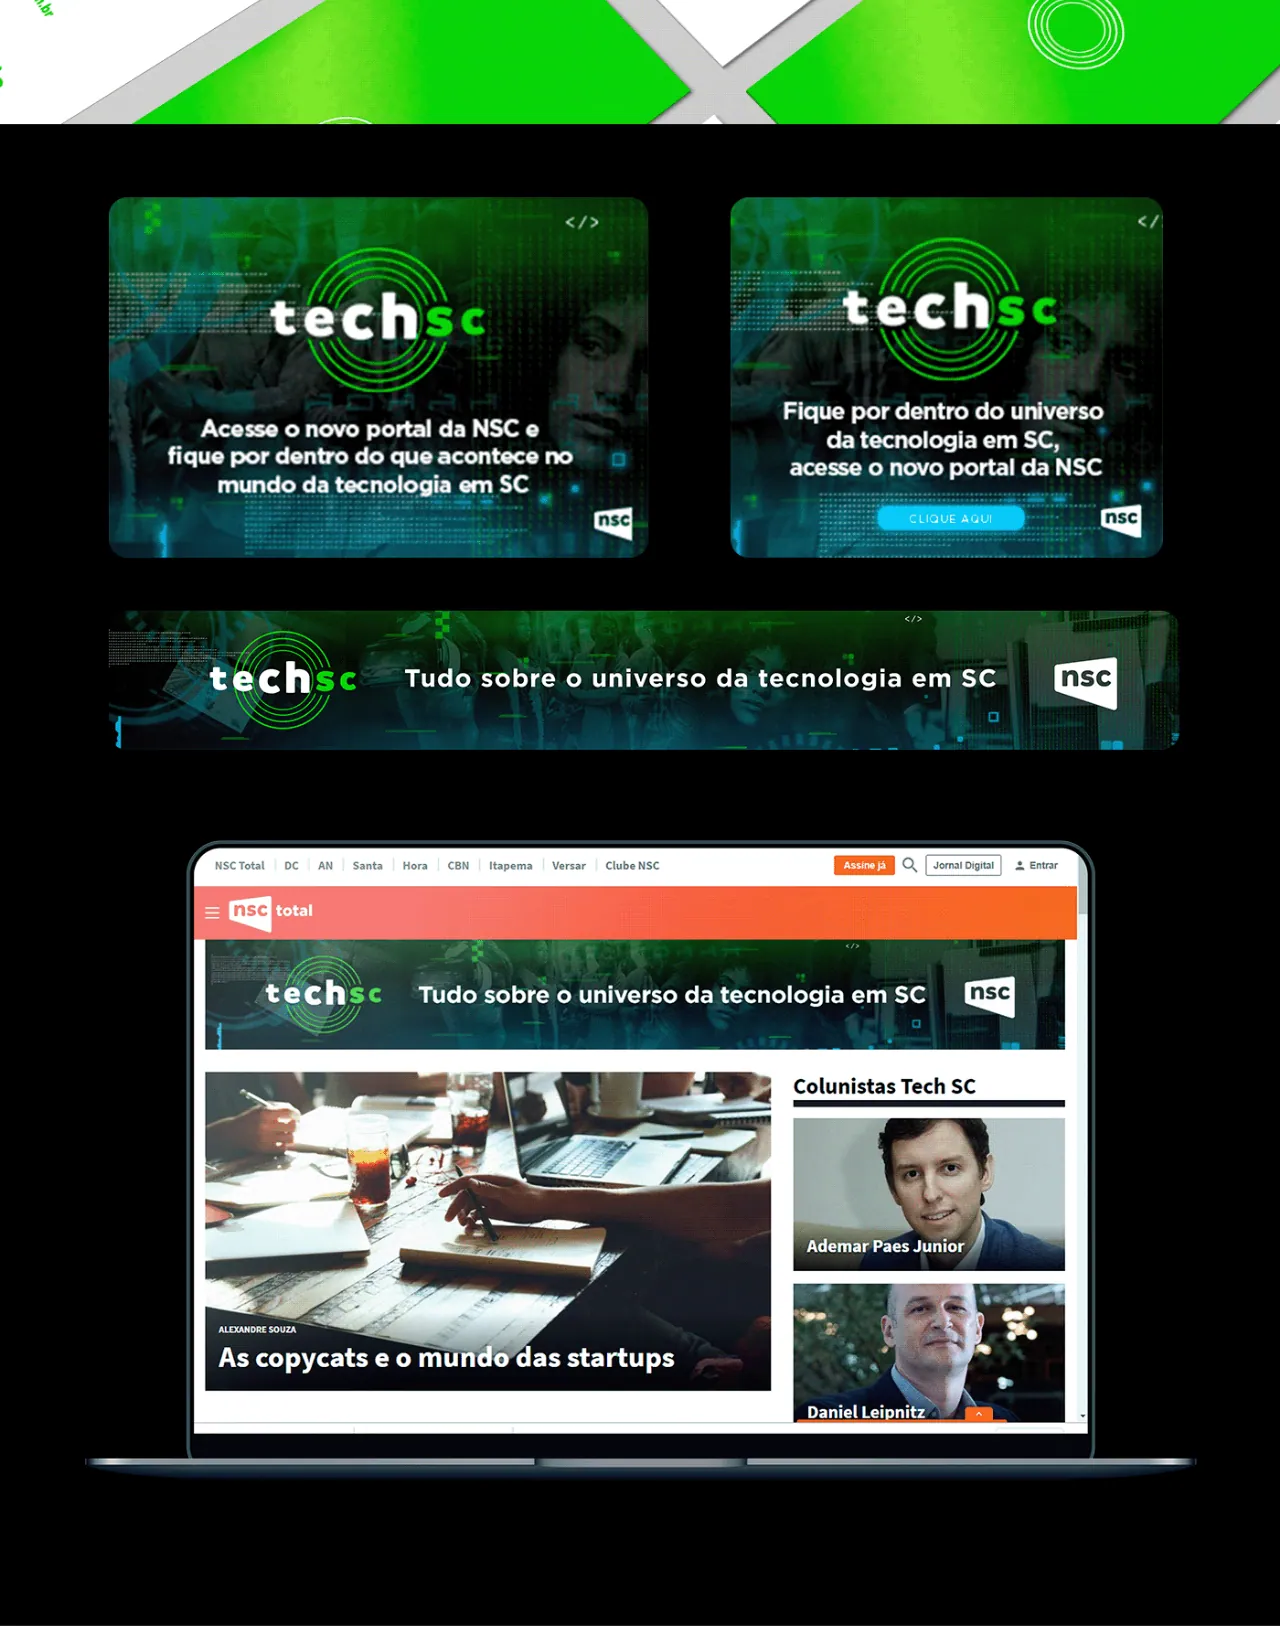 </>
techsc
Acesse o novo portal da NSC e
fique por dentro do que acontece no
mundo da tecnologia em SC
nsc
</
techsc
Fique por dentro do universo
da tecnologia em SC,
acesse o novo portal da NSC
CLIQUE AQUI
nsc
</>
techsc
Tudo sobre o universo da tecnologia em SC
nsc
NSC Total DC AN Santa Hora CBN Itapema Versar Clube NSC Assine já Jornal Digital Entrar
nsc total
</>
techsc
Tudo sobre o universo da tecnologia em SC
nsc
Colunistas Tech SC
Ademar Paes Junior
ALEXANDRE SOUZA
As copycats e o mundo das startups
Daniel Leipnitz